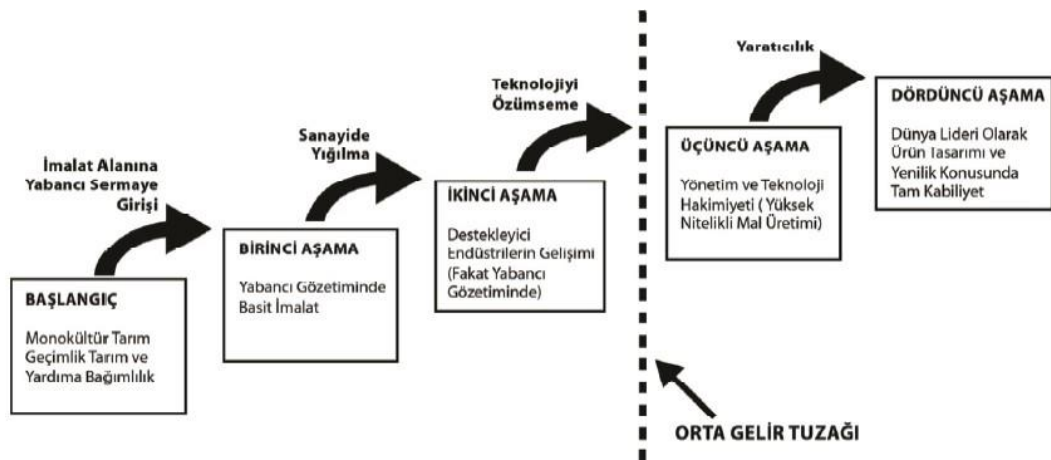 İmalat Alanına
Yabancı Sermaye
Girişi
BAŞLANGIÇ
Monokültür Tarım
Geçimlik Tarım ve
Yardıma Bağımlılık
Sanayide
Yığılma
BİRİNCİ AŞAMA
Yabancı Gözetiminde
Basit İmalat
Teknolojiyi
Özümseme
İKİNCİ AŞAMA
Destekleyici
Endüstrilerin Gelişimi
(Fakat Yabancı
Gözetiminde)
Yaratıcılık
ÜÇÜNCÜ AŞAMA
Yönetim ve Teknoloji
Hakimiyeti ( Yüksek
Nitelikli Mal Üretimi)
DÖRDÜNCÜ AŞAMA
Dünya Lideri Olarak
Ürün Tasarımı ve
Yenilik Konusunda
Tam Kabiliyet
ORTA GELİR TUZAĞI